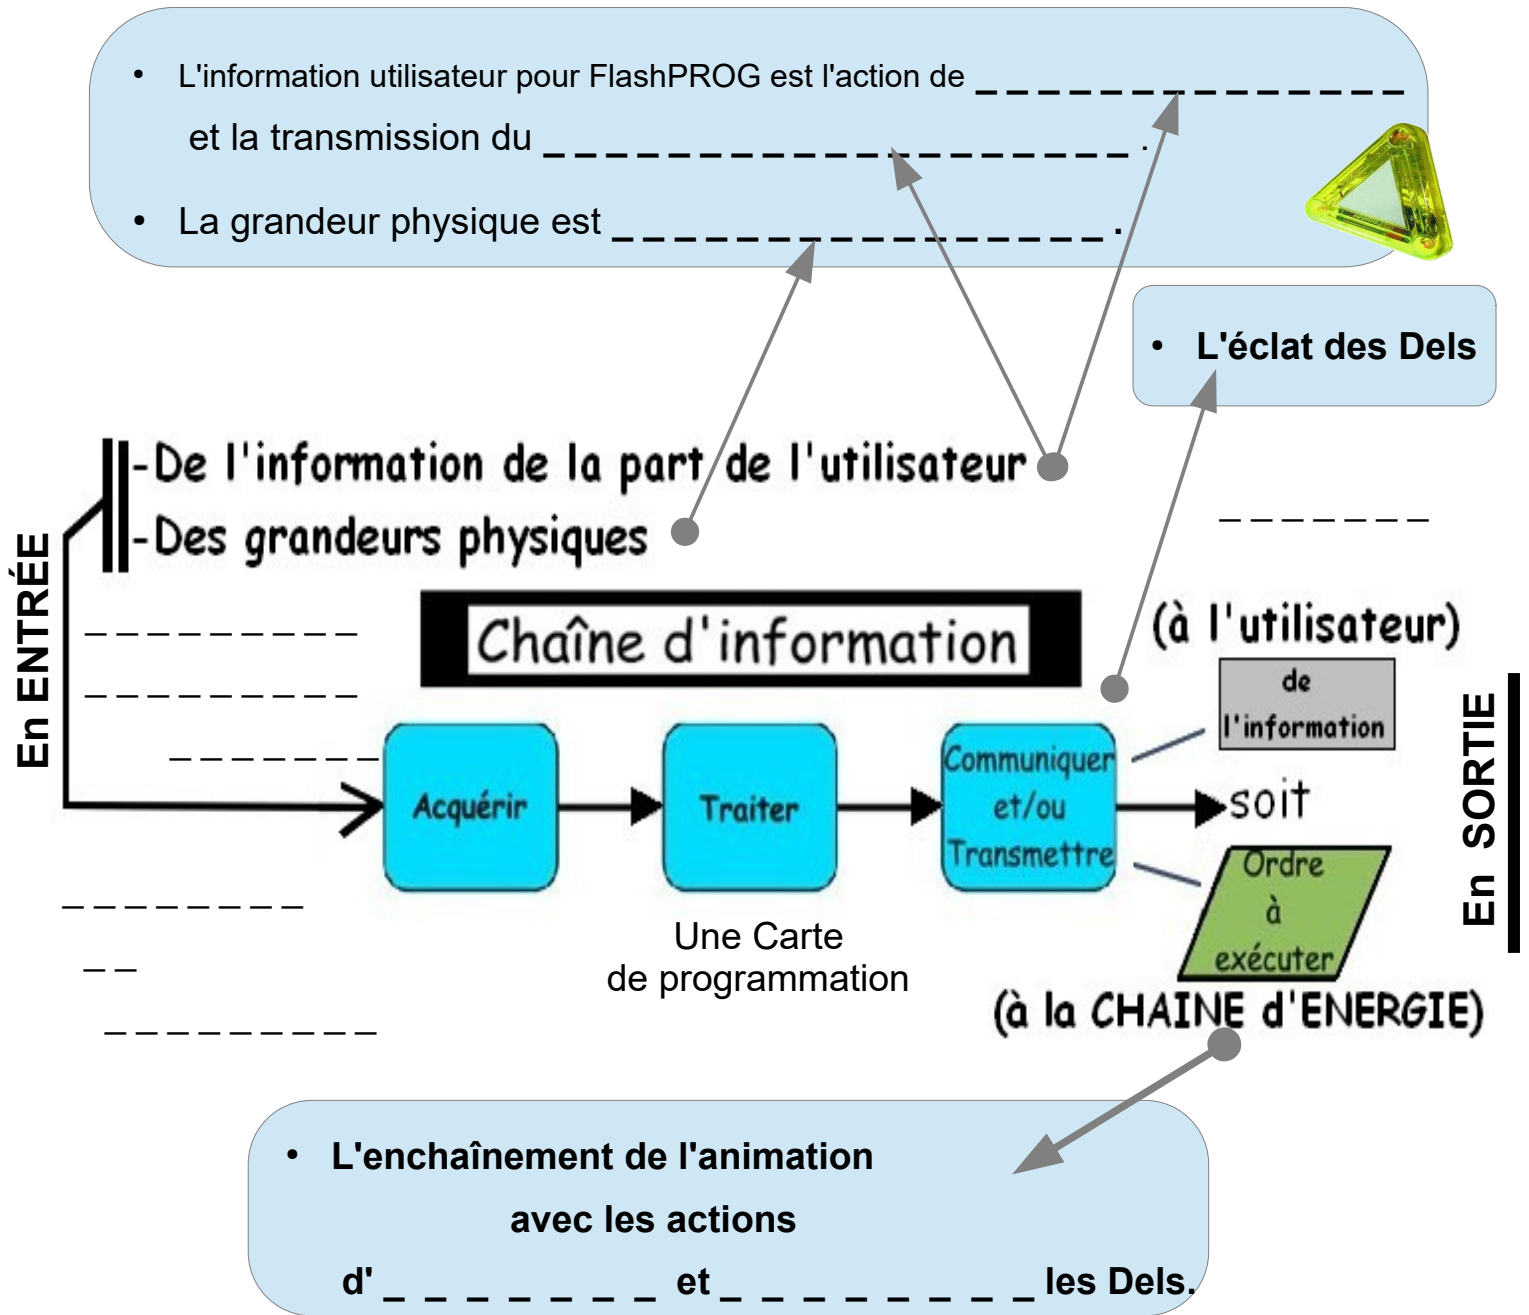 • L'information utilisateur pour FlashPROG est l'action de _ _ _ _ _ _ _ _ _ _ _ _ _ _
et la transmission du _ _ _ _ _ _ _ _ _ _ _ _ _ _ _ _ _ _ _ .
• La grandeur physique est _ _ _ _ _ _ _ _ _ _ _ _ _ _ _ _ .
• L'éclat des Dels
-De l'information de la part de l'utilisateur
-Des grandeurs physiques
_ _ _ _ _ _ _ _
En ENTRÉE
_ _ _ _ _ _ _ _ _ _
_ _ _ _ _ _ _ _ _ _
_ _ _ _ _ _ _ _
Chaîne d'information
(à l'utilisateur)
de
l'information
Acquérir
Traiter
Communiquer
et/ou
Transmettre
soit
Ordre
à
exécuter
En SORTIE
_ _ _ _ _ _ _ _ _
_ _
_ _ _ _ _ _ _ _ _ _
Une Carte
de programmation
(à la CHAINE d'ENERGIE)
• L'enchaînement de l'animation
avec les actions
d' _ _ _ _ _ _ _ et _ _ _ _ _ _ _ _ les Dels.